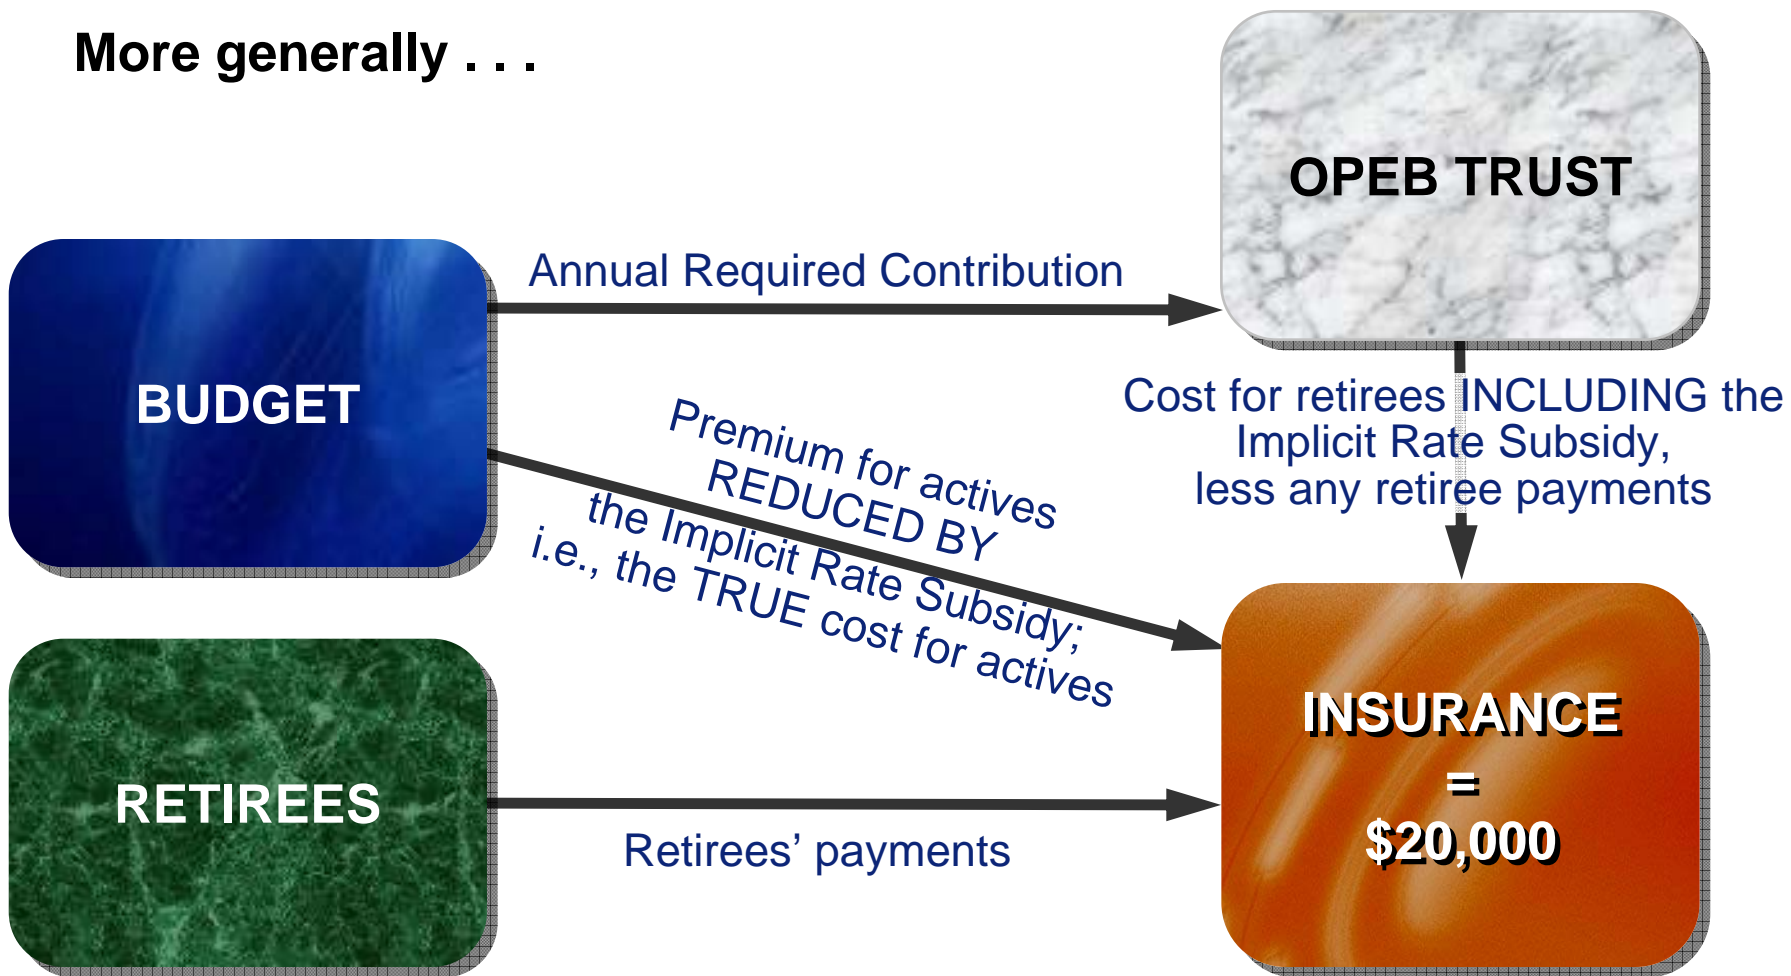 More generally . . .
OPEB TRUST
Annual Required Contribution
BUDGET
Cost for retirees INCLUDING the
Implicit Rate Subsidy,
less any retiree payments
Premium for actives
REDUCED BY
the Implicit Rate Subsidy;
i.e., the TRUE cost for actives
INSURANCE
=
$20,000
RETIREES
Retirees’ payments